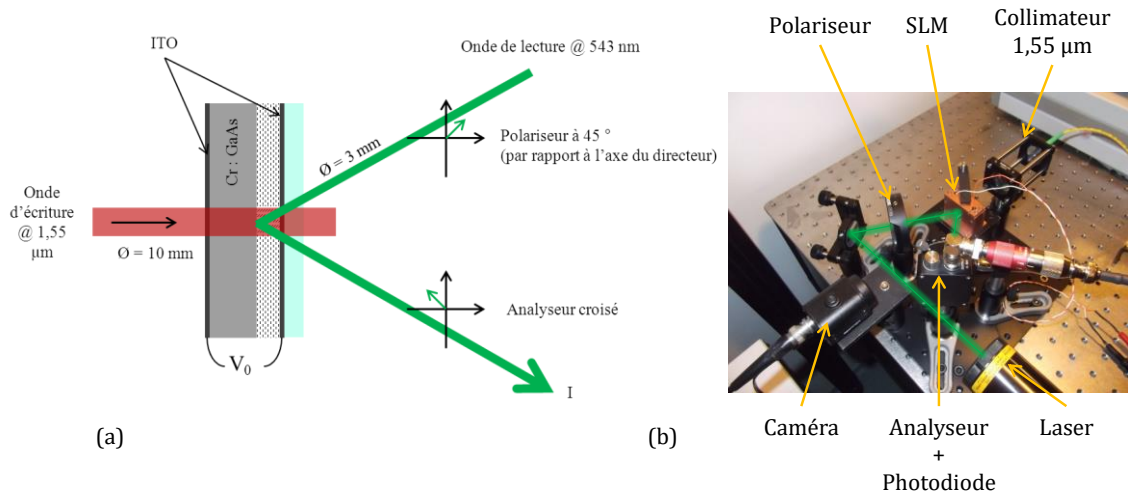 ITO
Onde de lecture @ 543 nm
Cr : GaAs
Ø = 3 mm
Polariseur à 45 °
(par rapport à l'axe du directeur)
Onde
d'écriture
@ 1,55
µm
Ø = 10 mm
Analyseur croisé
V₀
I
(a)
Polariseur
SLM
Collimateur
1,55 µm
(b)
Caméra
Analyseur
+
Photodiode
Laser